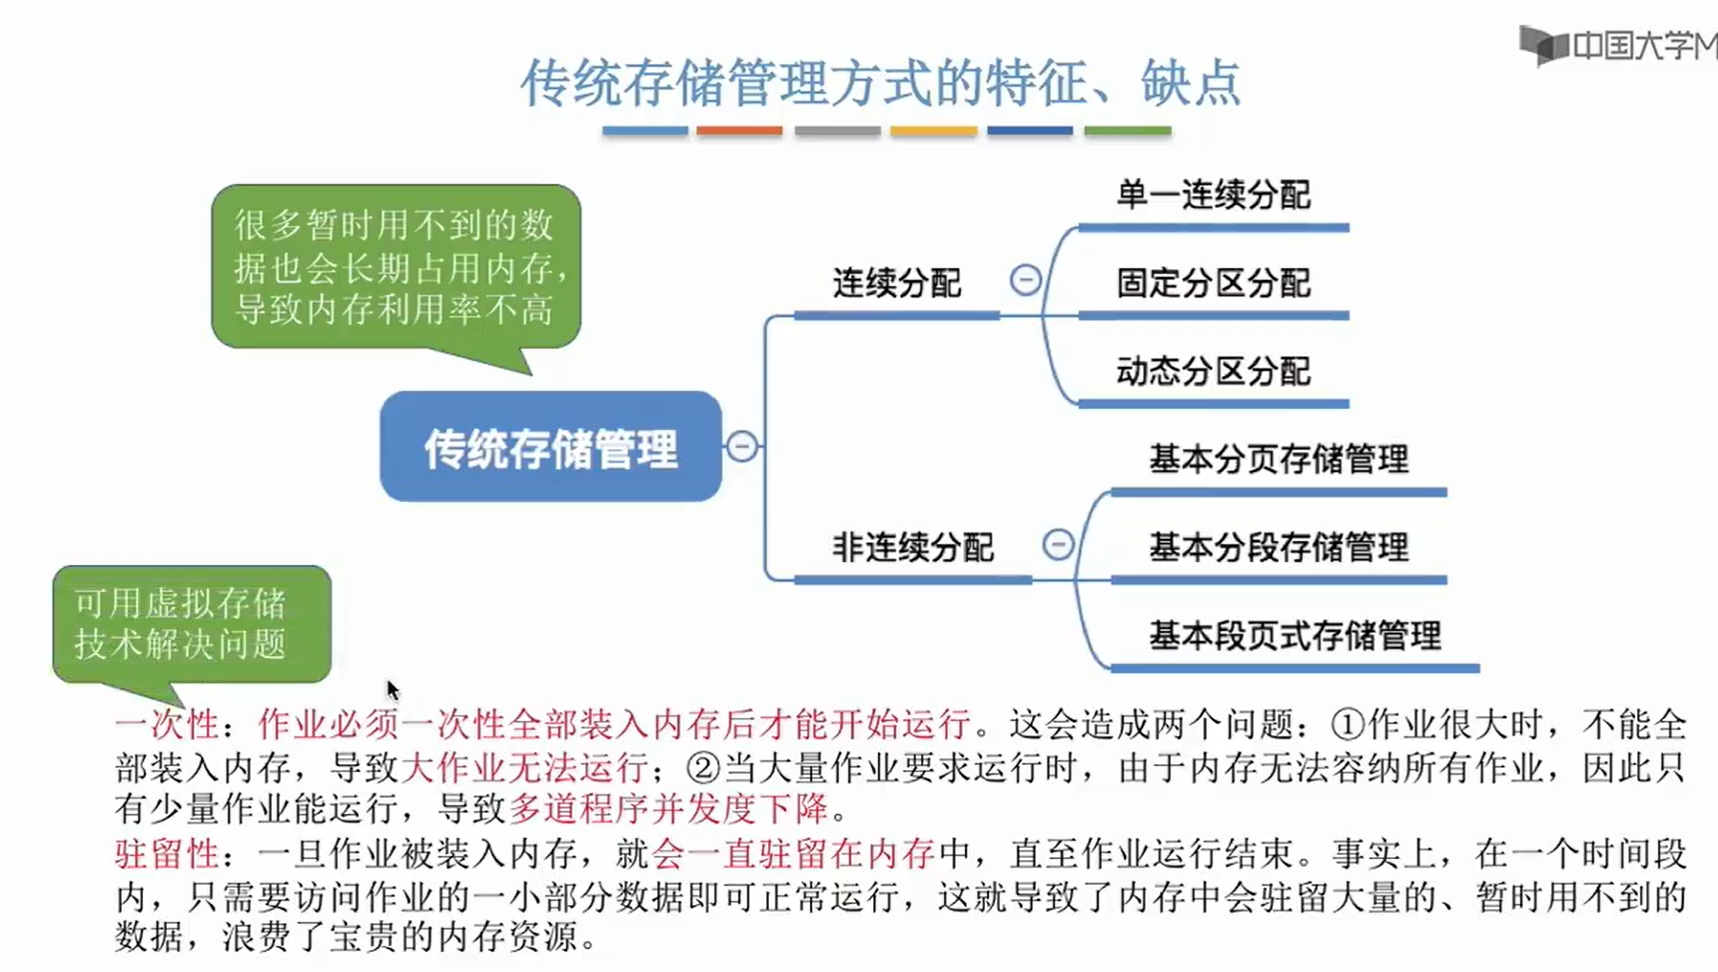 中国大学M
传统存储管理方式的特征、缺点
很多暂时用不到的数
据也会长期占用内存，
导致内存利用率不高
传统存储管理
连续分配
单一连续分配
固定分区分配
动态分区分配
非连续分配
基本分页存储管理
基本分段存储管理
基本段页式存储管理
可用虚拟存储
技术解决问题
一次性：作业必须一次性全部装入内存后才能开始运行。这会造成两个问题：①作业很大时，不能全
部装入内存，导致大作业无法运行；②当大量作业要求运行时，由于内存无法容纳所有作业，因此只
有少量作业能运行，导致多道程序并发度下降。
驻留性：一旦作业被装入内存，就会一直驻留在内存中，直至作业运行结束。事实上，在一个时间段
内，只需要访问作业的一小部分数据即可正常运行，这就导致了内存中会驻留大量的、暂时用不到的
数据，浪费了宝贵的内存资源。